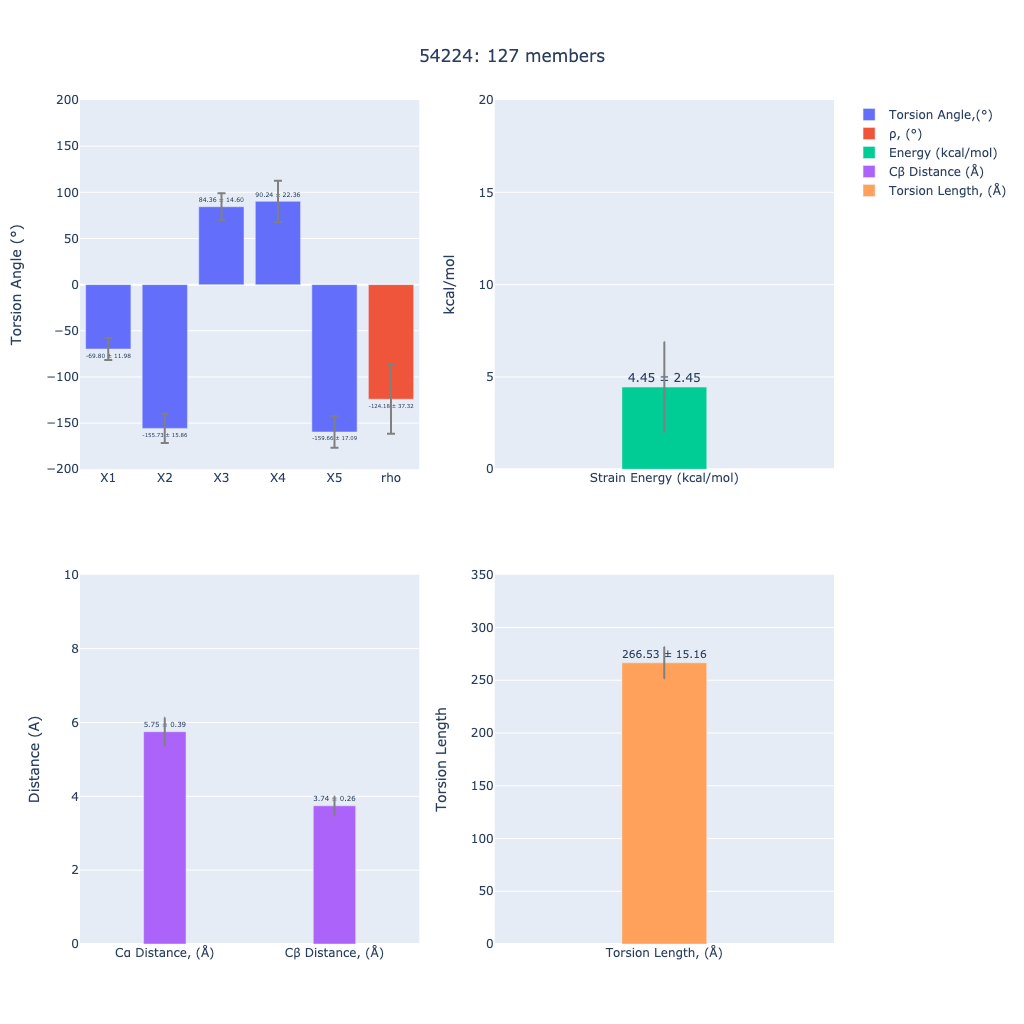 54224: 127 members
Torsion Angle (°)
200
150
100
50
0
−50
−100
−150
−200
-69.80 ± 11.98
-155.73 ± 15.86
84.36 ± 14.60
90.24 ± 22.36
-159.66 ± 17.09
-124.18 ± 37.32
X1 X2 X3 X4 X5 rho
kcal/mol
20
15
10
5
0
4.45 ± 2.45
Strain Energy (kcal/mol)
Torsion Angle,(°)
ρ, (°)
Energy (kcal/mol)
Cβ Distance (Å)
Torsion Length, (Å)
Distance (A)
10
8
6
4
2
0
5.75 ± 0.39
3.74 ± 0.26
Cα Distance, (Å) Cβ Distance, (Å)
Torsion Length
350
300
250
200
150
100
50
0
266.53 ± 15.16
Torsion Length, (Å)